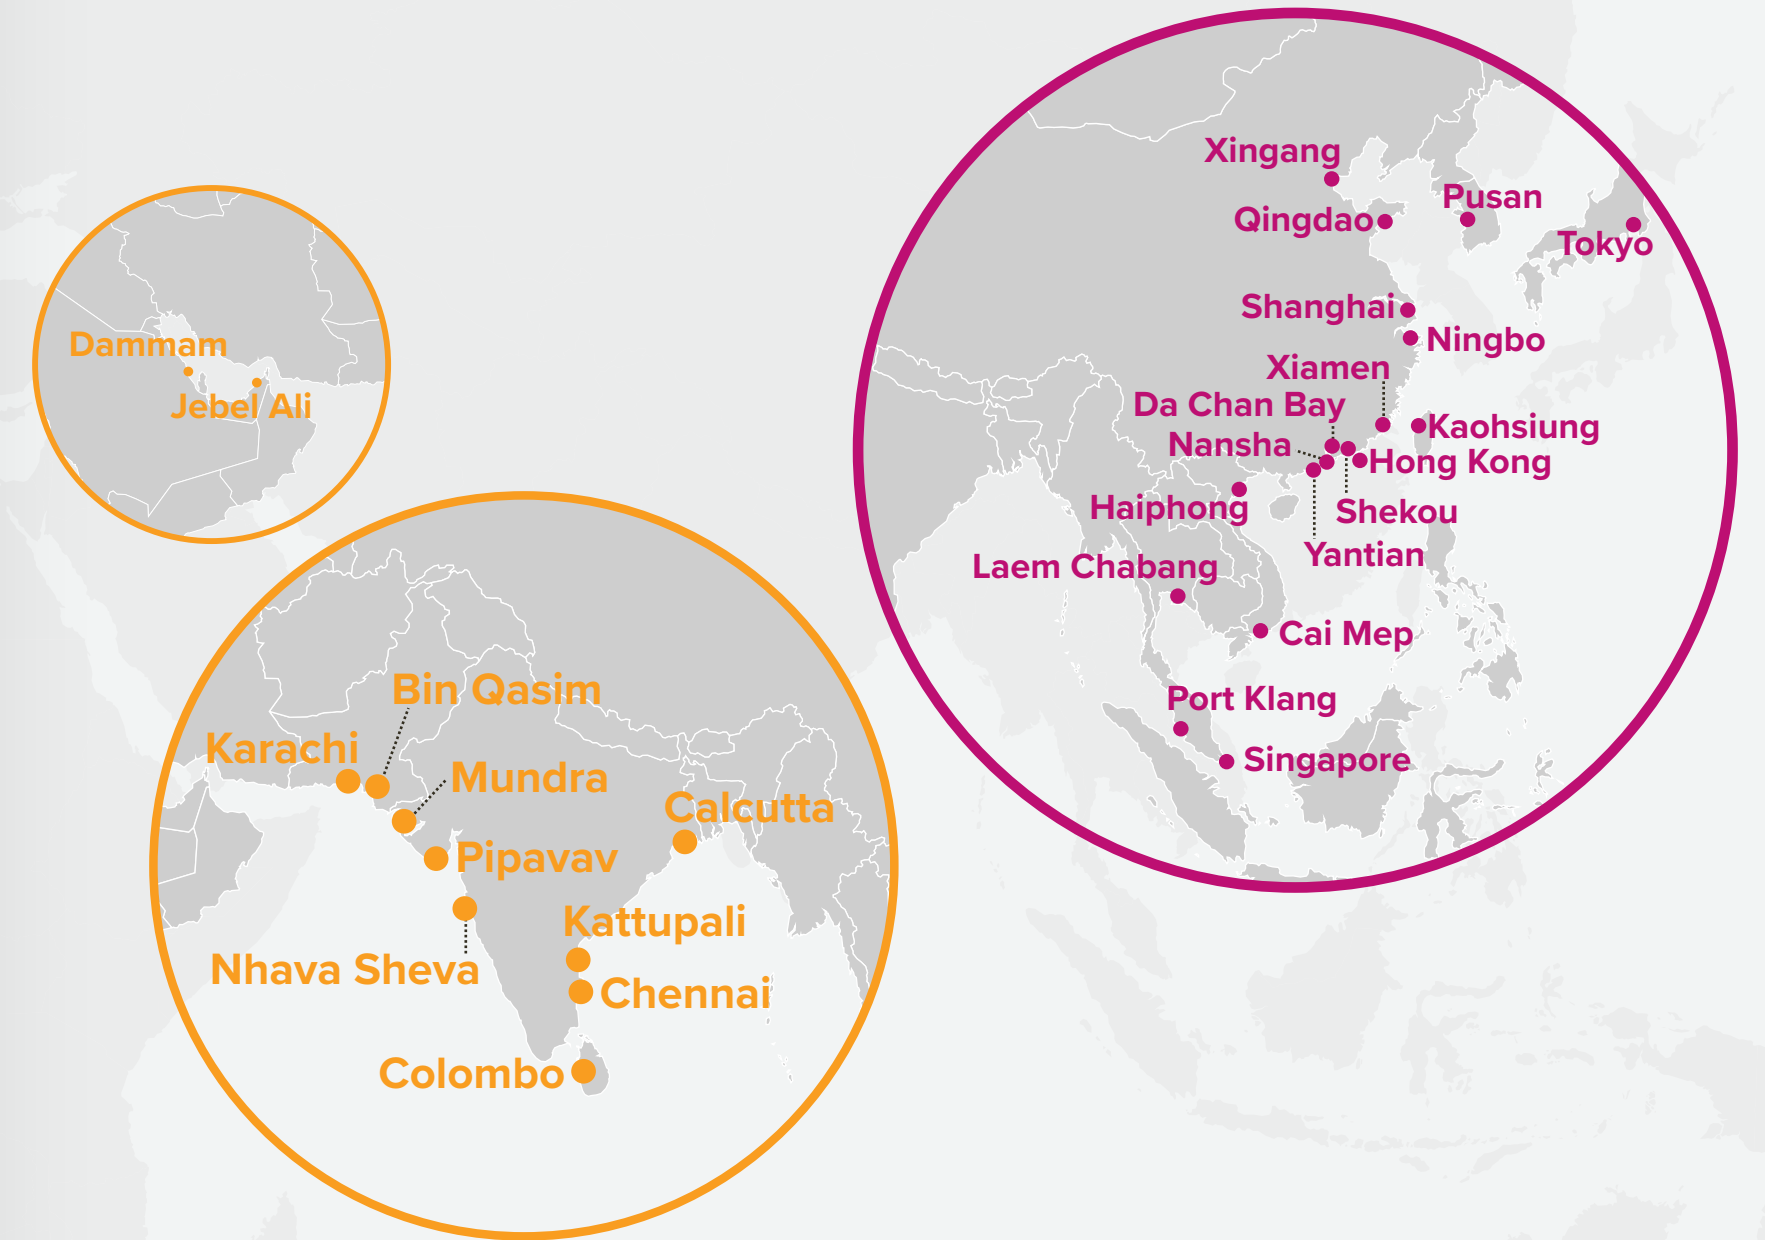 Dammam
Jebel Ali
Bin Qasim
Karachi
Mundra
Calcutta
Pipavav
Kattupali
Nhava Sheva
Chennai
Colombo
Xingang
Pusan
Qingdao
Tokyo
Shanghai
Ningbo
Xiamen
Da Chan Bay
Kaohsiung
Nansha
Hong Kong
Haiphong
Shekou
Yantian
Laem Chabang
Cai Mep
Port Klang
Singapore